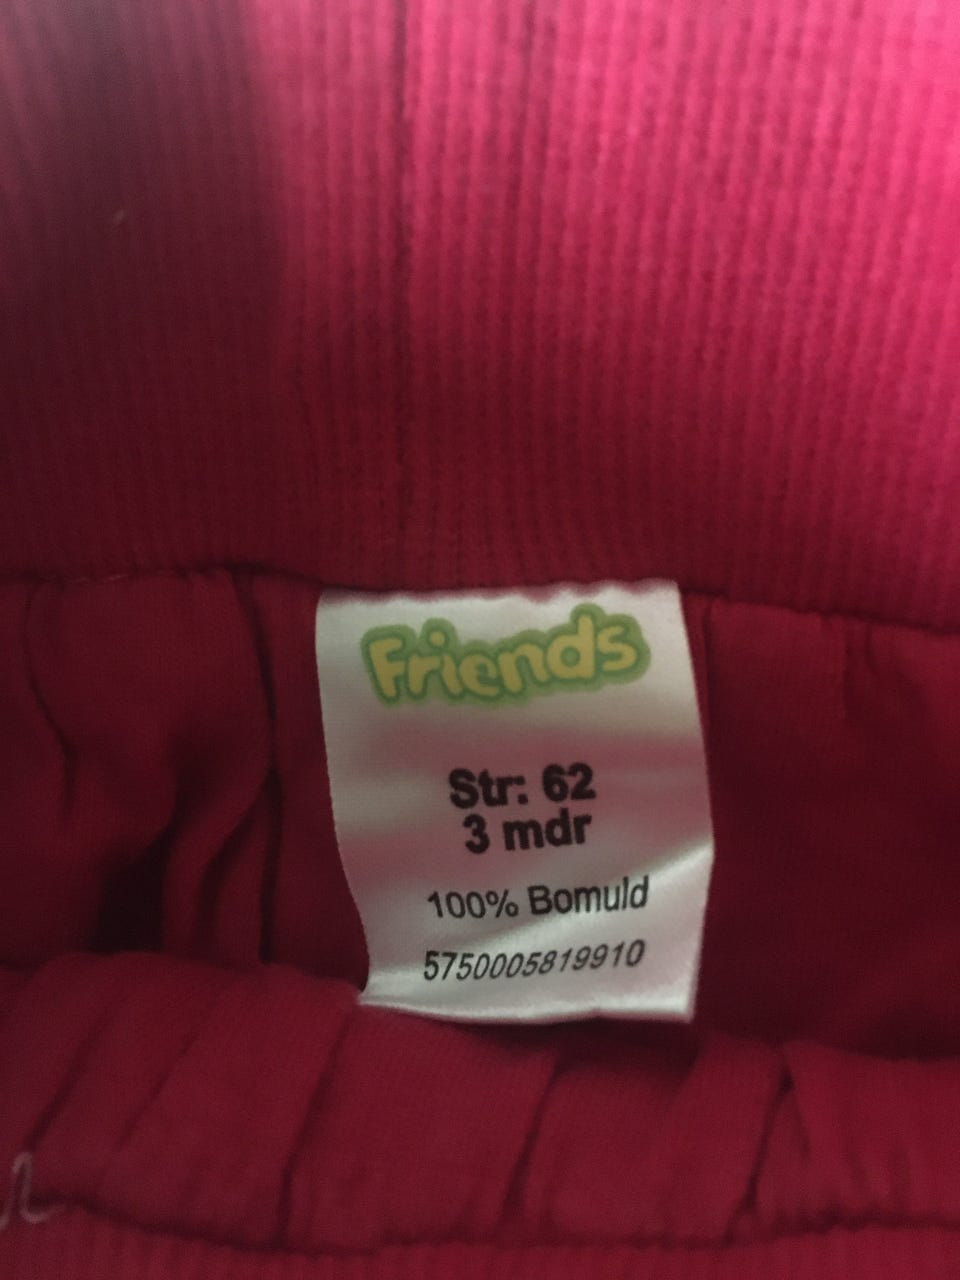 Friends
Str: 62
3 mdr
100% Bomuld
5750005819910